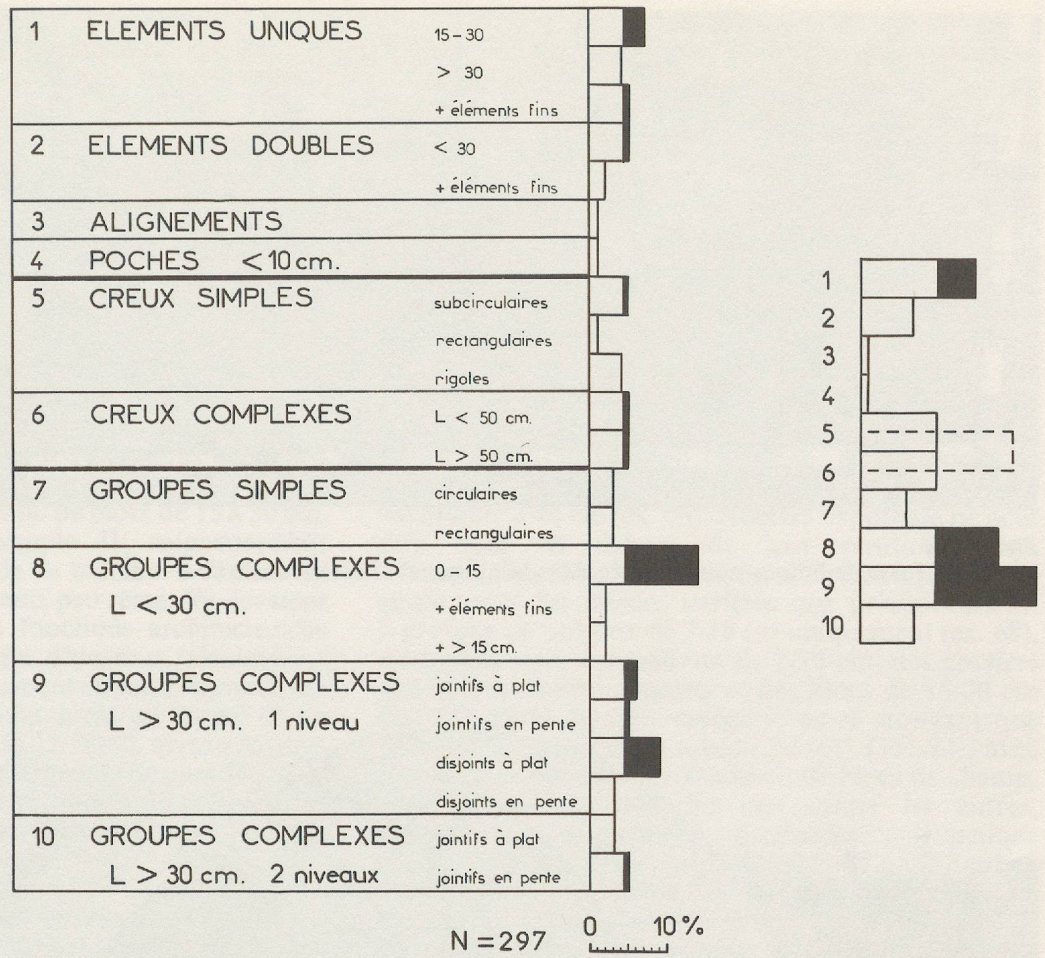 1 ELEMENTS UNIQUES 15-30
> 30
+ éléments fins
2 ELEMENTS DOUBLES < 30
+ éléments fins
3 ALIGNEMENTS
4 POCHES < 10 cm.
5 CREUX SIMPLES subcirculaires
rectangulaires
rigoles
6 CREUX COMPLEXES L < 50 cm.
L > 50 cm.
7 GROUPES SIMPLES circulaires
rectangulaires
8 GROUPES COMPLEXES 0-15
L < 30 cm. + élements fins
+ > 15 cm.
9 GROUPES COMPLEXES jointifs à plat
L > 30 cm. 1 niveau jointifs en pente
disjoints à plat
disjoints en pente
10 GROUPES COMPLEXES jointifs à plat
L > 30 cm. 2 niveaux jointifs en pente
N = 297
0 10 %
1
2
3
4
5
6
7
8
9
10